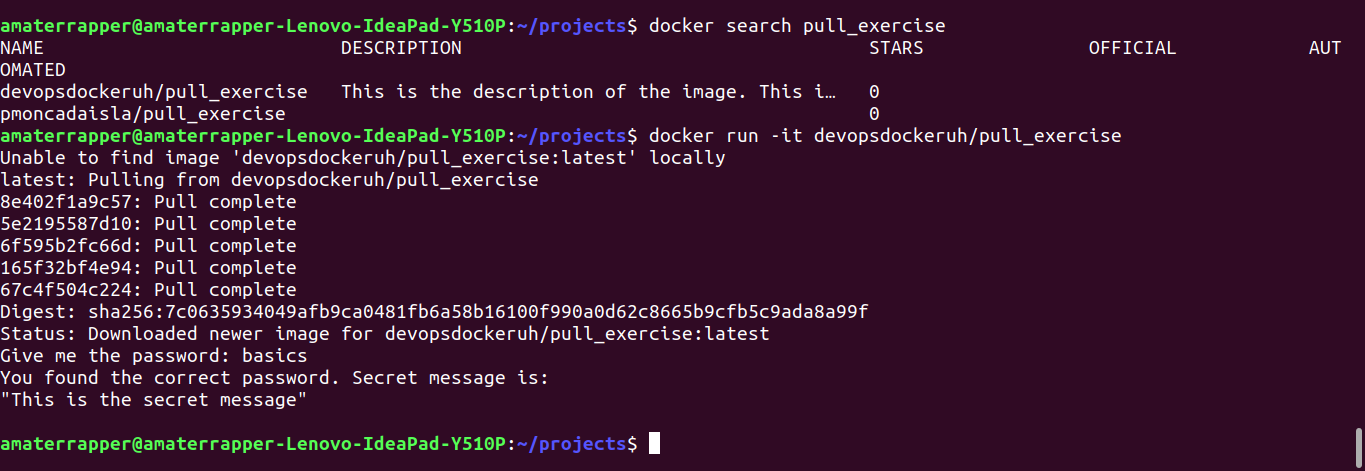 amaterrapper@amaterrapper-Lenovo-IdeaPad-Y510P:~/projects$ docker search pull_exercise
NAME                           DESCRIPTION                                     STARS               OFFICIAL            AUT
OMATED
devopsdockeruh/pull_exercise   This is the description of the image. This i…   0
pmoncadaisla/pull_exercise                                                     0
amaterrapper@amaterrapper-Lenovo-IdeaPad-Y510P:~/projects$ docker run -it devopsdockeruh/pull_exercise
Unable to find image 'devopsdockeruh/pull_exercise:latest' locally
latest: Pulling from devopsdockeruh/pull_exercise
8e402f1a9c57: Pull complete
5e2195587d10: Pull complete
6f595b2fc66d: Pull complete
165f32bf4e94: Pull complete
67c4f504c224: Pull complete
Digest: sha256:7c0635934049afb9ca0481fb6a58b16100f990a0d62c8665b9cfb5c9ada8a99f
Status: Downloaded newer image for devopsdockeruh/pull_exercise:latest
Give me the password: basics
You found the correct password. Secret message is:
"This is the secret message"
amaterrapper@amaterrapper-Lenovo-IdeaPad-Y510P:~/projects$